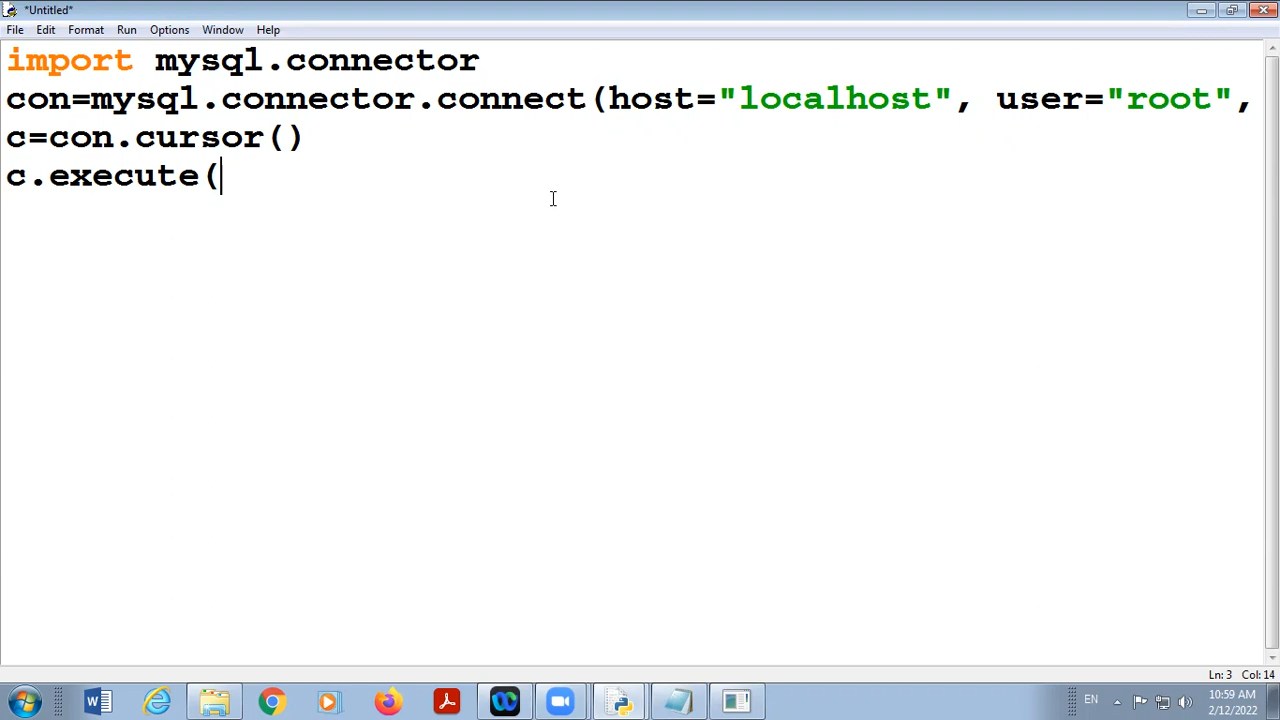 *Untitled*
File Edit Format Run Options Window Help
import mysql.connector
con=mysql.connector.connect(host="localhost", user="root",
c=con.cursor()
c.execute(
Ln: 3 Col: 14
EN
10:59 AM
2/12/2022